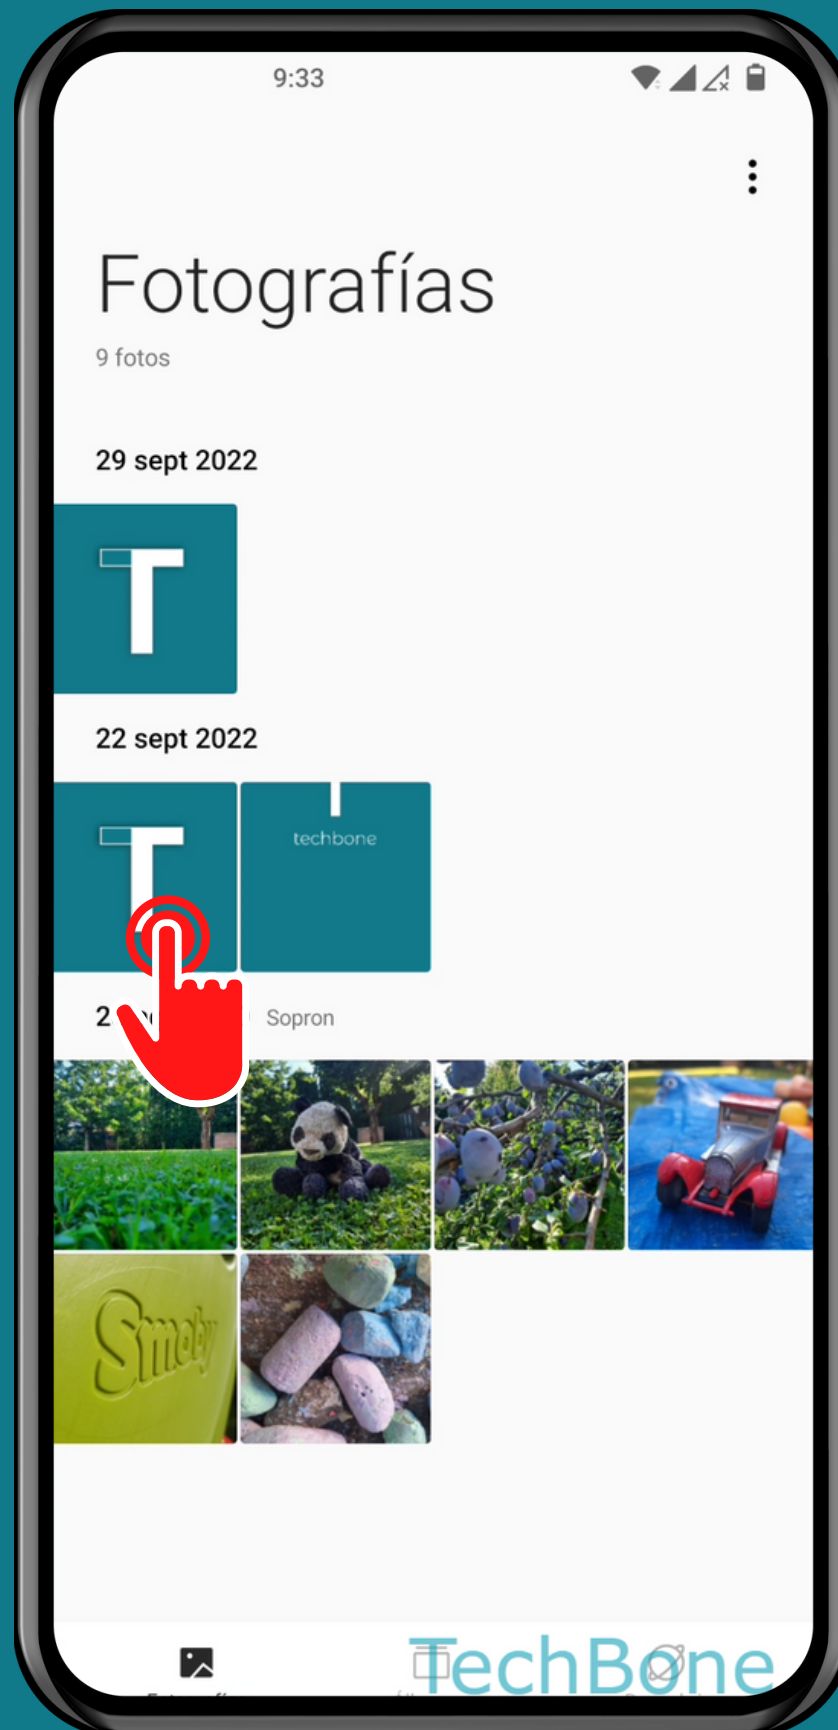 9:33
Fotografías
9 fotos
29 sept 2022
T
22 sept 2022
T
techbone
Sopron
Smoby
TechBone